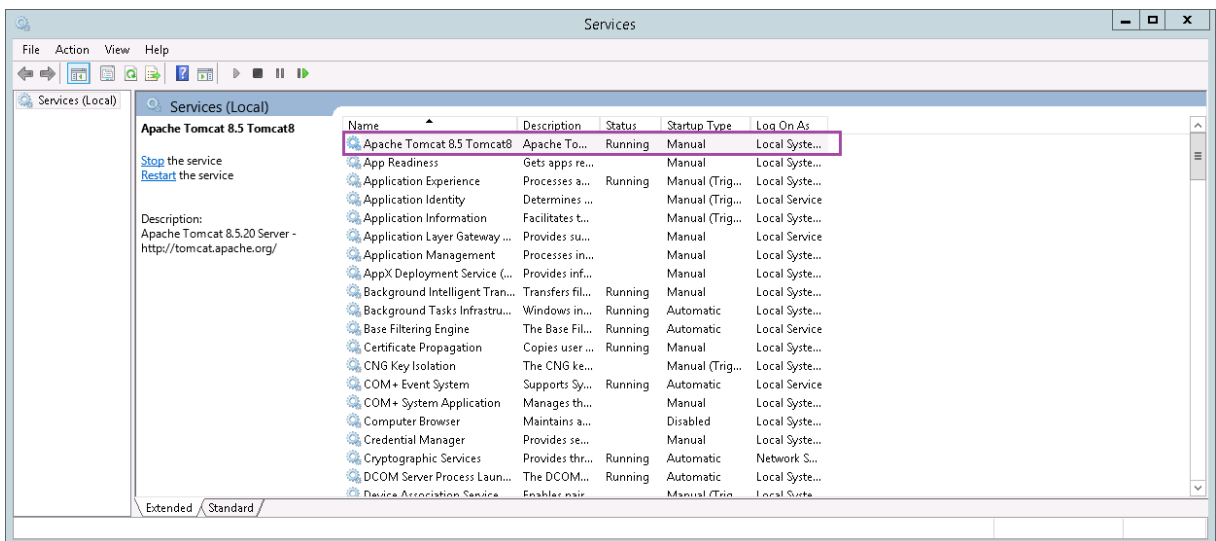 Services
File Action View Help
Services (Local)
Services (Local)
Apache Tomcat 8.5 Tomcat8
Stop the service
Restart the service
Description:
Apache Tomcat 8.5.20 Server -
http://tomcat.apache.org/
Name Description Status Startup Type Log On As
Apache Tomcat 8.5 Tomcat8 Apache To... Running Manual Local Syste...
App Readiness Gets apps re... Manual Local Syste...
Application Experience Processes a... Running Manual (Trig... Local Syste...
Application Identity Determines ... Manual (Trig... Local Service
Application Information Facilitates t... Manual (Trig... Local Syste...
Application Layer Gateway ... Provides su... Manual Local Service
Application Management Processes in... Manual Local Syste...
AppX Deployment Service (... Provides inf... Manual Local Syste...
Background Intelligent Tran... Transfers fil... Running Manual Local Syste...
Background Tasks Infrastru... Windows in... Running Automatic Local Syste...
Base Filtering Engine The Base Fil... Running Automatic Local Service
Certificate Propagation Copies user ... Running Manual Local Syste...
CNG Key Isolation The CNG ke... Manual (Trig... Local Syste...
COM+ Event System Supports Sy... Running Automatic Local Service
COM+ System Application Manages th... Manual Local Syste...
Computer Browser Maintains a... Disabled Local Syste...
Credential Manager Provides se... Manual Local Syste...
Cryptographic Services Provides thr... Running Automatic Network S...
DCOM Server Process Laun... The DCOM... Running Automatic Local Syste...
Device Association Service Enables pair... Manual (Trig... Local Syste...
Extended Standard